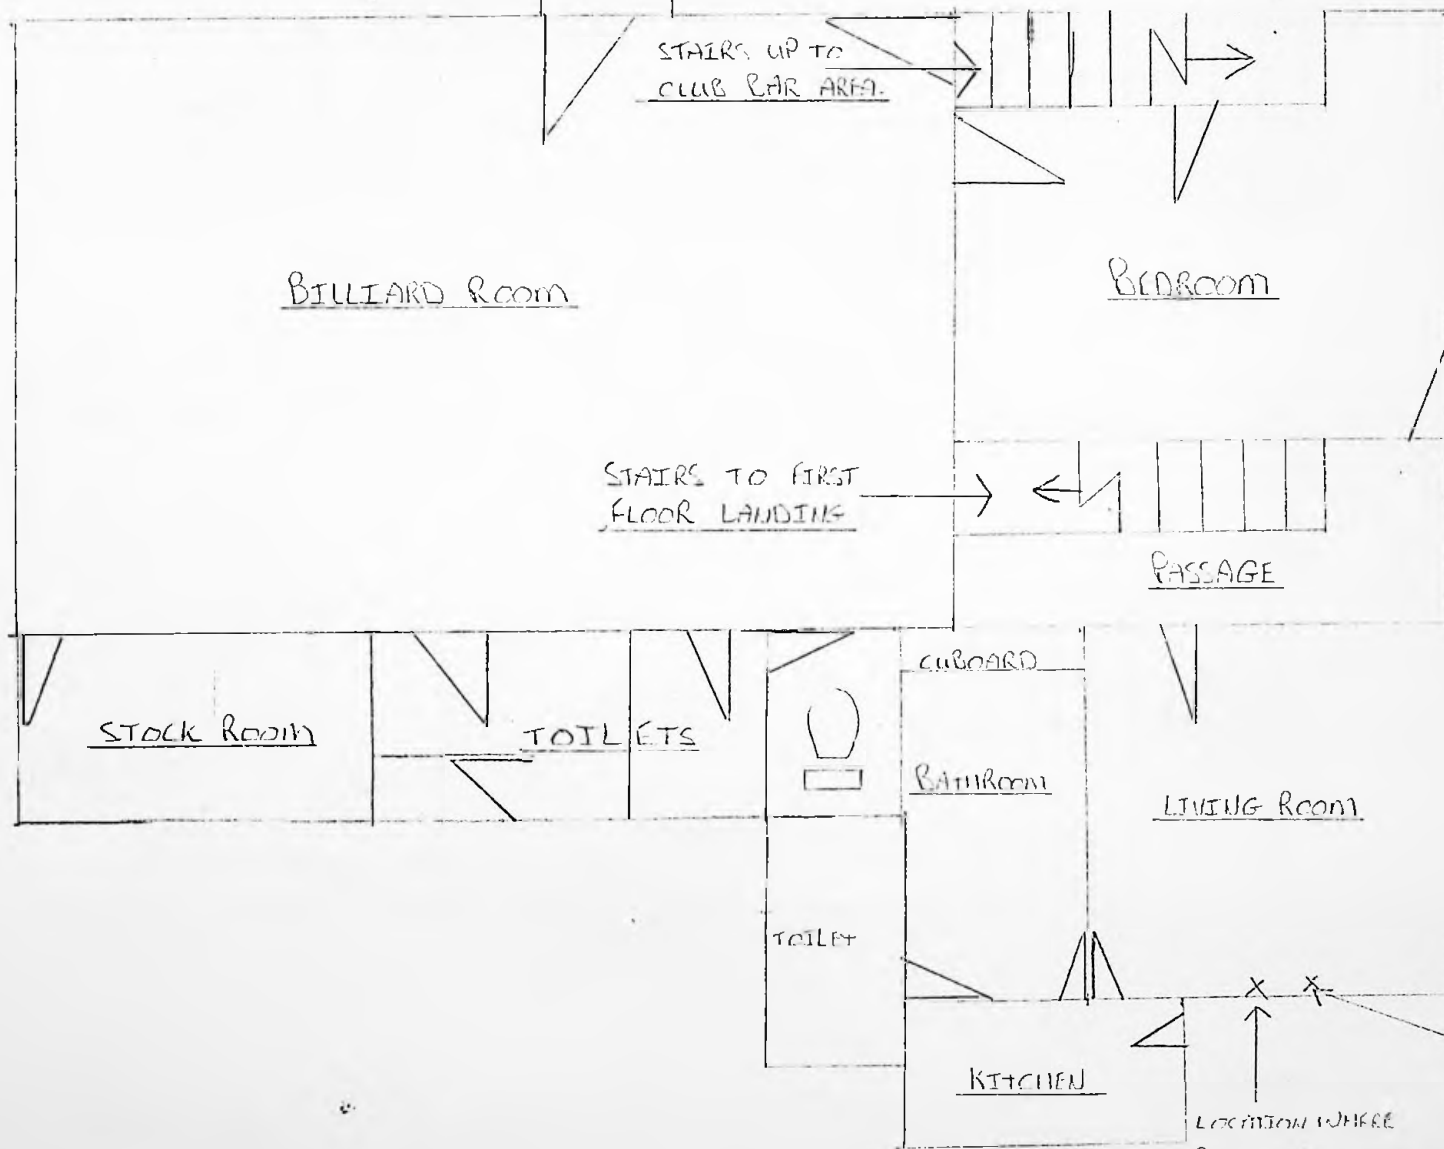 STAIRS UP TO
CLUB BAR AREA.
BILLIARD ROOM
BEDROOM
STAIRS TO FIRST
FLOOR LANDING
PASSAGE
CUBOARD
STOCK ROOM
TOILETS
BATHROOM
LIVING ROOM
TOILET
KITCHEN
LOCATION WHERE